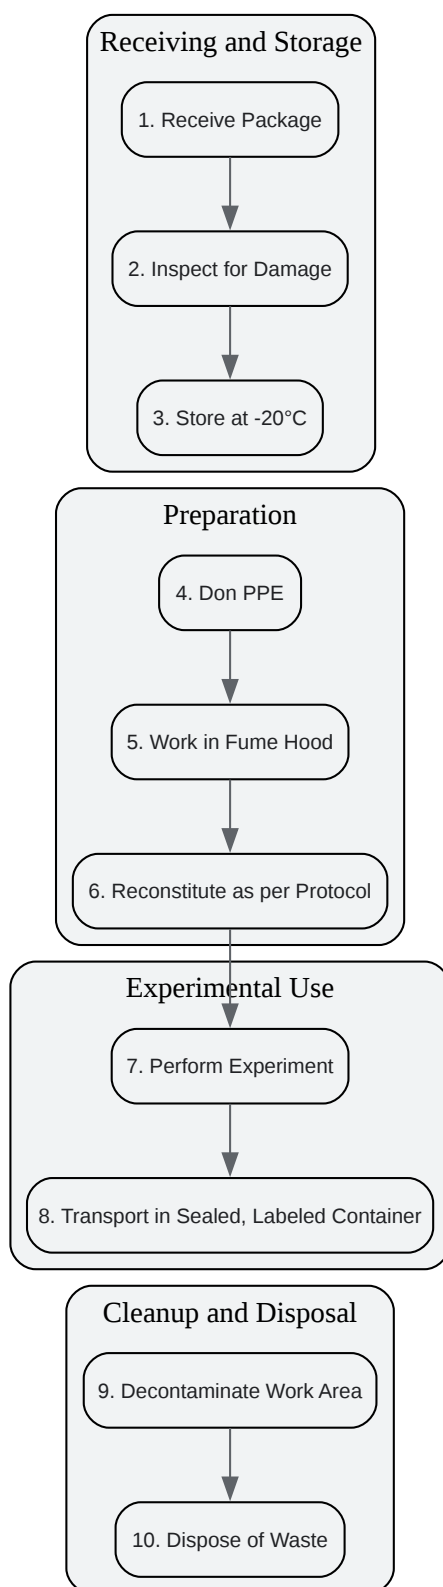 Receiving and Storage
1. Receive Package
2. Inspect for Damage
3. Store at -20°C
Preparation
4. Don PPE
5. Work in Fume Hood
6. Reconstitute as per Protocol
Experimental Use
7. Perform Experiment
8. Transport in Sealed, Labeled Container
Cleanup and Disposal
9. Decontaminate Work Area
10. Dispose of Waste